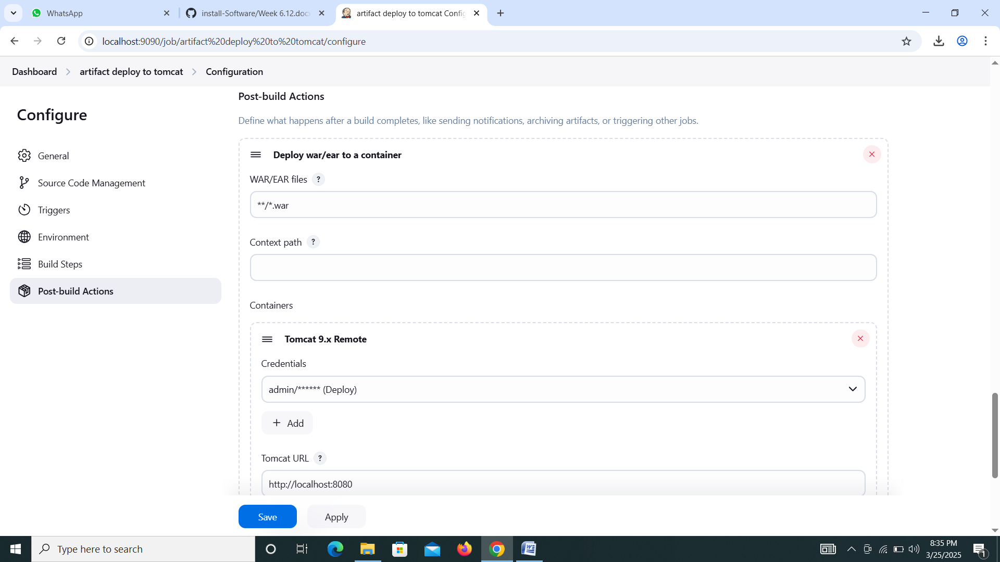 WhatsApp
install-Software/Week 6.12.docx
artifact deploy to tomcat Config
localhost:9090/job/artifact%20deploy%20to%20tomcat/configure
Dashboard
artifact deploy to tomcat
Configuration
Configure
General
Source Code Management
Triggers
Environment
Build Steps
Post-build Actions
Post-build Actions
Define what happens after a build completes, like sending notifications, archiving artifacts, or triggering other jobs.
Deploy war/ear to a container
WAR/EAR files ?
**/*.war
Context path ?
Containers
Tomcat 9.x Remote
Credentials
admin/****** (Deploy)
+ Add
Tomcat URL ?
http://localhost:8080
Save
Apply
Type here to search
8:35 PM
3/25/2025
1